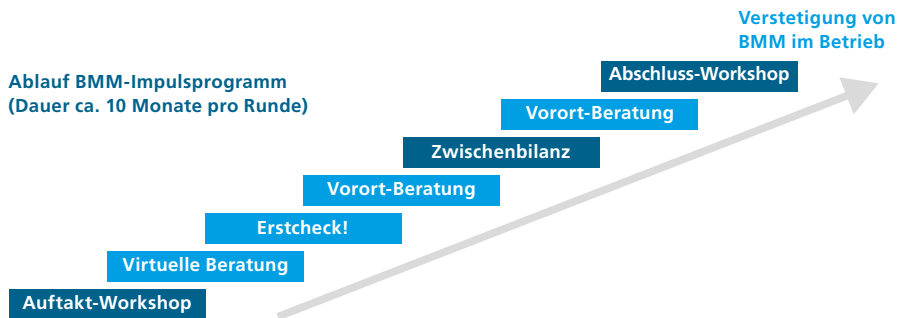 Verstetigung von
BMM im Betrieb
Ablauf BMM-Impulsprogramm
(Dauer ca. 10 Monate pro Runde)
Abschluss-Workshop
Vorort-Beratung
Zwischenbilanz
Vorort-Beratung
Erstcheck!
Virtuelle Beratung
Auftakt-Workshop